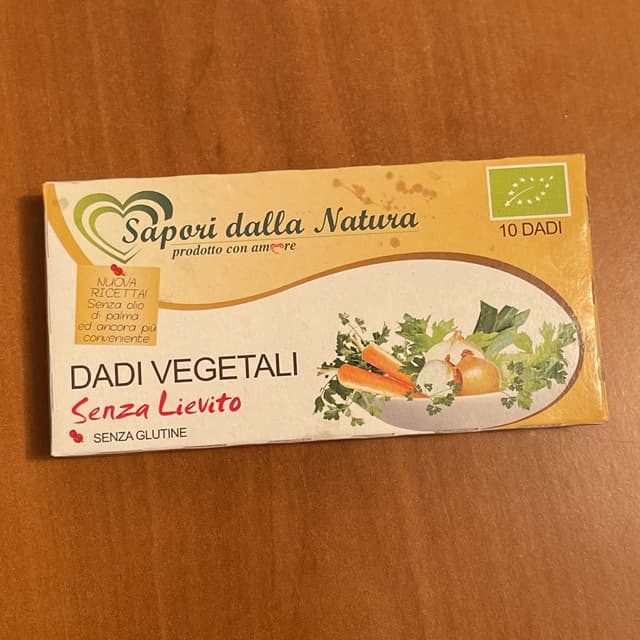 Sapori dalla Natura
prodotto con amore
10 DADI
NUOVA
RICETTA!
Senza olio
di palma
ed ancora più
conveniente
DADI VEGETALI
Senza Lievito
SENZA GLUTINE